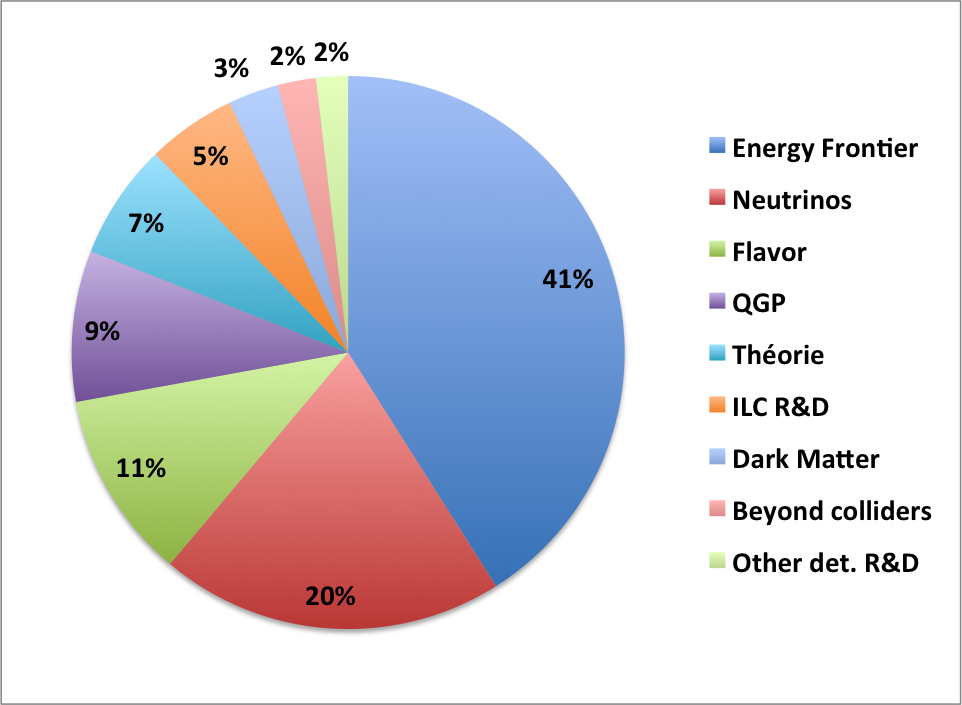 2%
2%
3%
5%
41%
7%
9%
11%
20%
Energy Frontier
Neutrinos
Flavor
QGP
Théorie
ILC R&D
Dark Matter
Beyond colliders
Other det. R&D